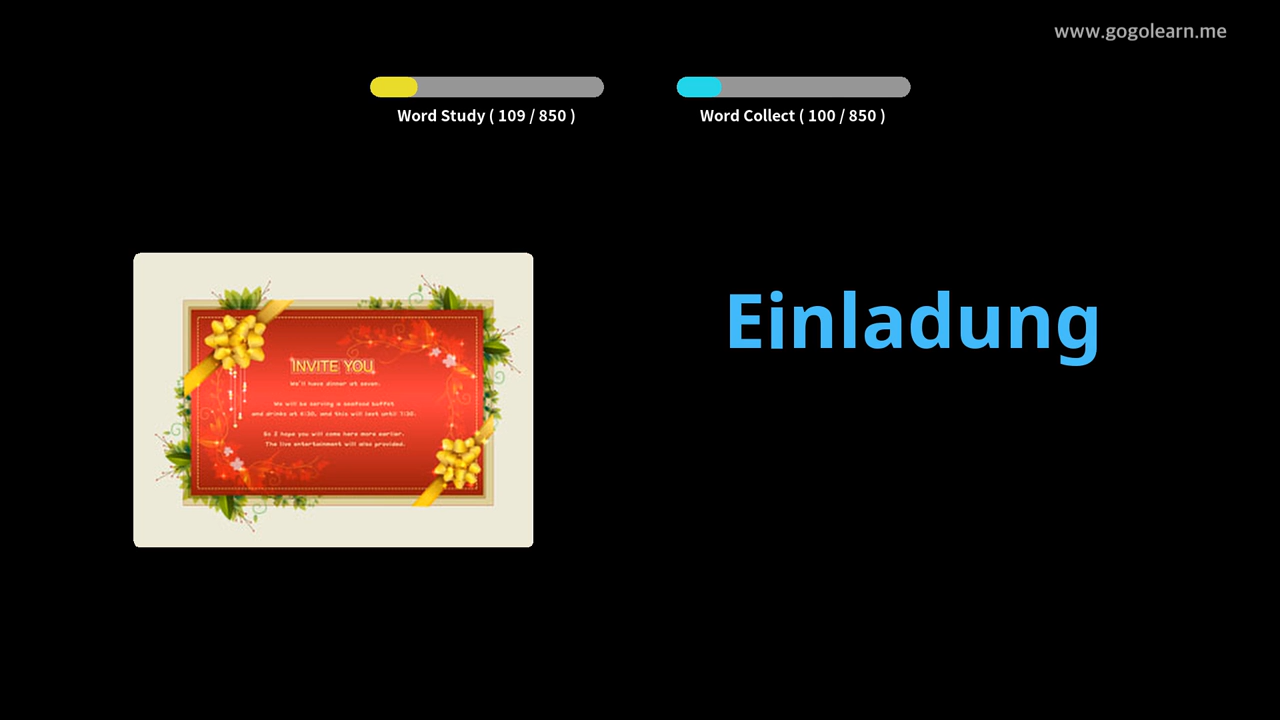 www.gogolearn.me
Word Study ( 109 / 850 )
Word Collect ( 100 / 850 )
Einladung
INVITE YOU
We'll have dinner at seven.
We will be serving a seafood buffet
and drinks at 6:30, and this will last until 7:30.
So I hope you will come here more earlier.
The live entertainment will also provided.